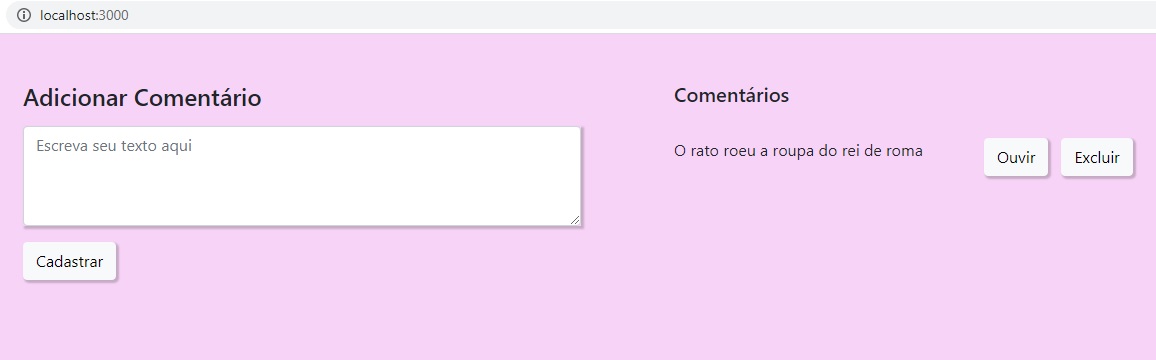 localhost:3000
Adicionar Comentário
Escreva seu texto aqui
Cadastrar
Comentários
O rato roeu a roupa do rei de roma
Ouvir
Excluir